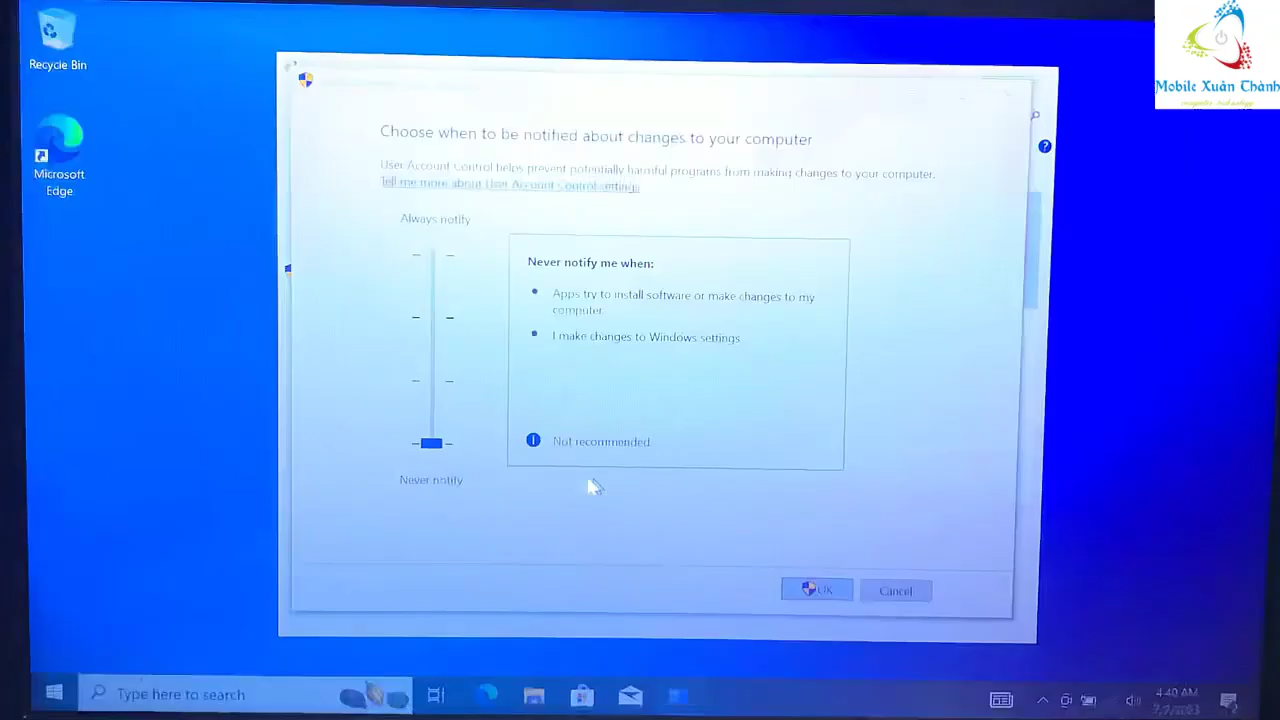 Recycle Bin
Microsoft
Edge
Mobile Xuân Thành
Choose when to be notified about changes to your computer
User Account Control helps prevent potentially harmful programs from making changes to your computer.
Tell me more about User Account Control settings
Always notify
Never notify me when:
Apps try to install software or make changes to my
computer
I make changes to Windows settings
Not recommended
Never notify
OK
Cancel
Type here to search
4:40 AM